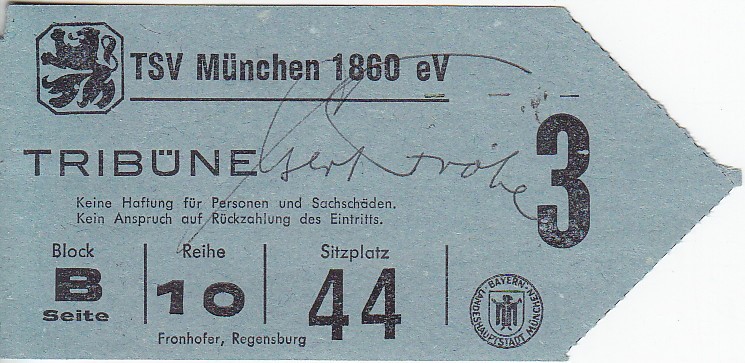 TSV München 1860 eV
TRIBÜNE
Gert Fröbe
3
Keine Haftung für Personen und Sachschäden.
Kein Anspruch auf Rückzahlung des Eintritts.
Block
B
Seite
Reihe
10
Sitzplatz
44
Fronhofer, Regensburg
BAYERN
LANDESHAUPTSTADT MÜNCHEN